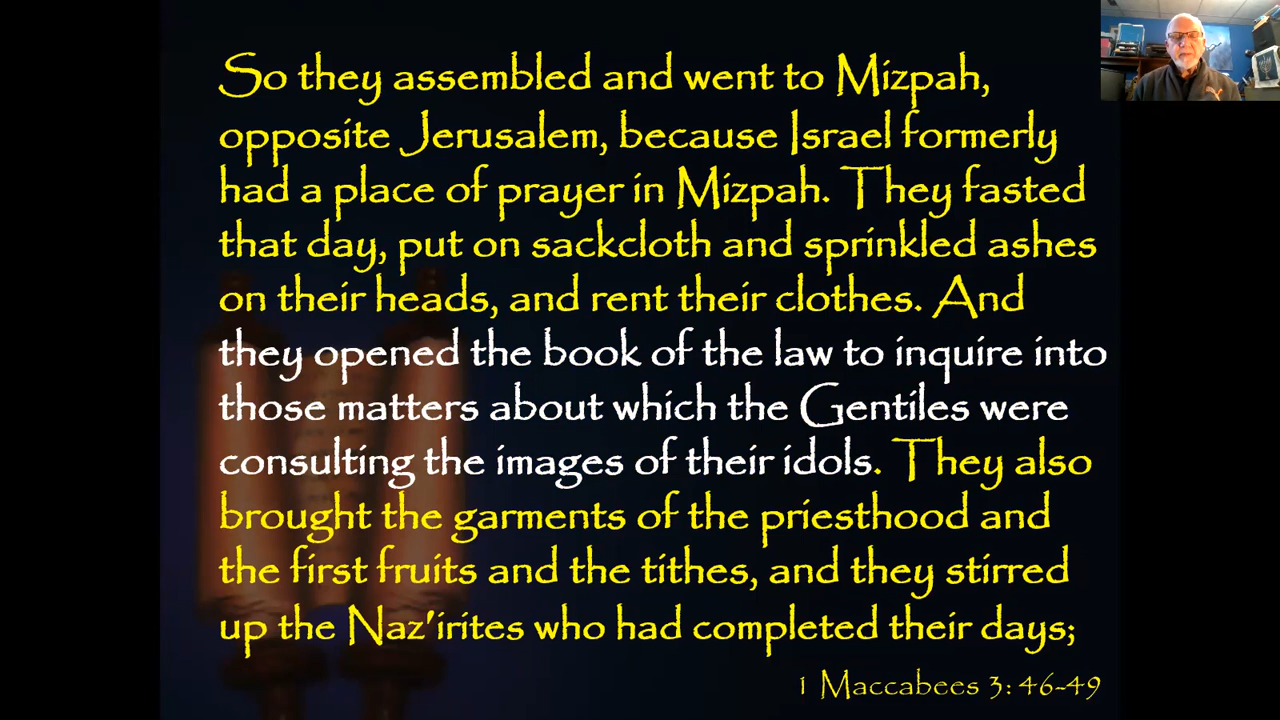 So they assembled and went to Mizpah,
opposite Jerusalem, because Israel formerly
had a place of prayer in Mizpah. They fasted
that day, put on sackcloth and sprinkled ashes
on their heads, and rent their clothes. And
they opened the book of the law to inquire into
those matters about which the Gentiles were
consulting the images of their idols. They also
brought the garments of the priesthood and
the first fruits and the tithes, and they stirred
up the Naz'irites who had completed their days;
1 Maccabees 3: 46-49